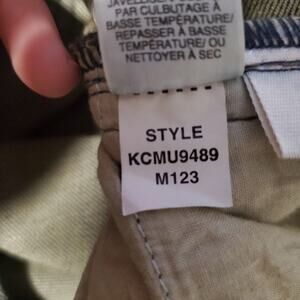 PAR CULBUTAGE À
BASSE TEMPÉRATURE/
REPASSER À BASSE
TEMPÉRATURE/ OU
NETTOYER À SEC
STYLE
KCMU9489
M123